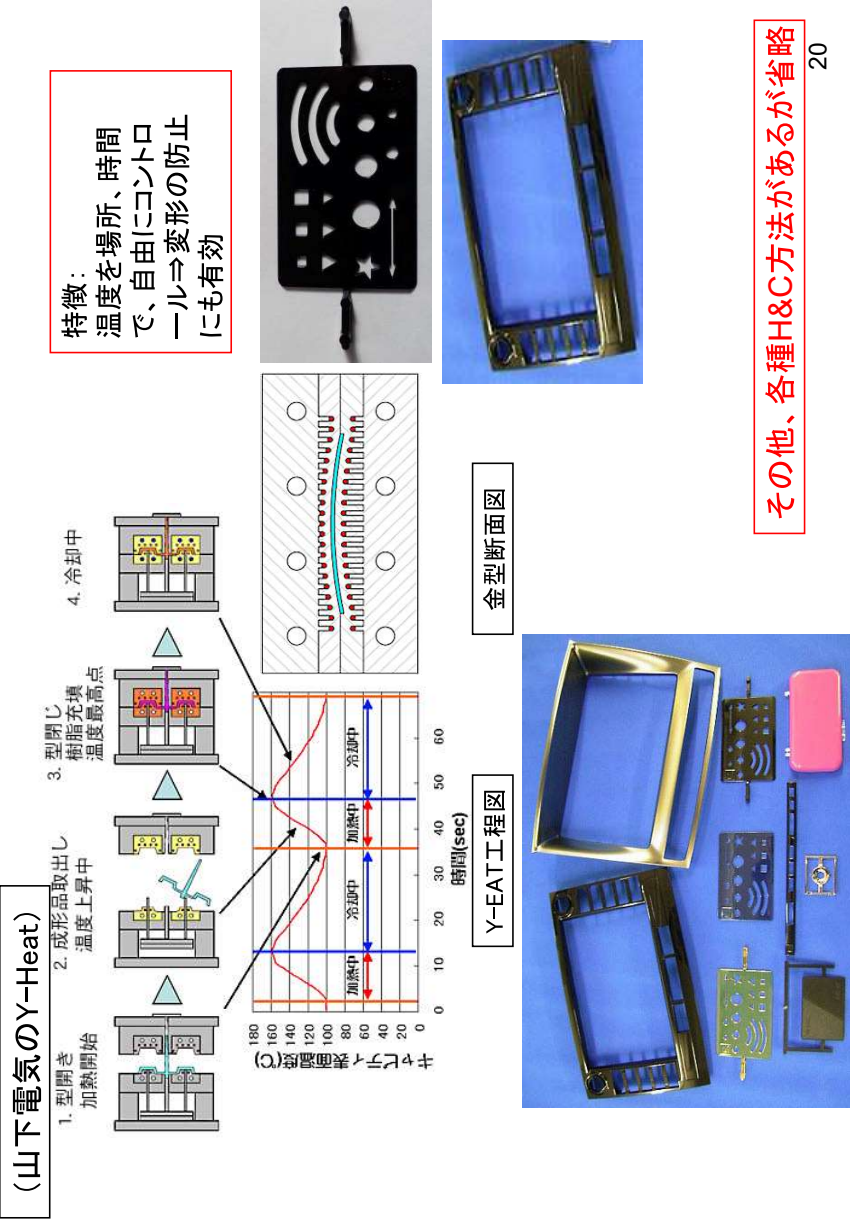 (山下電気のY-Heat)
1. 型開き
加熱開始
2. 成形品取出し
温度上昇中
3. 型閉じ
樹脂充填
温度最高点
4. 冷却中
特徴：
温度を場所、時間
で、自由にコントロ
ール⇒変形の防止
にも有効
キャビティ表面温度(℃)
180
160
140
120
100
80
60
40
20
0
加熱中
冷却中
加熱中
冷却中
0
10
20
30
40
50
60
時間(sec)
Y-EAT工程図
金型断面図
その他、各種H&C方法があるが省略
20